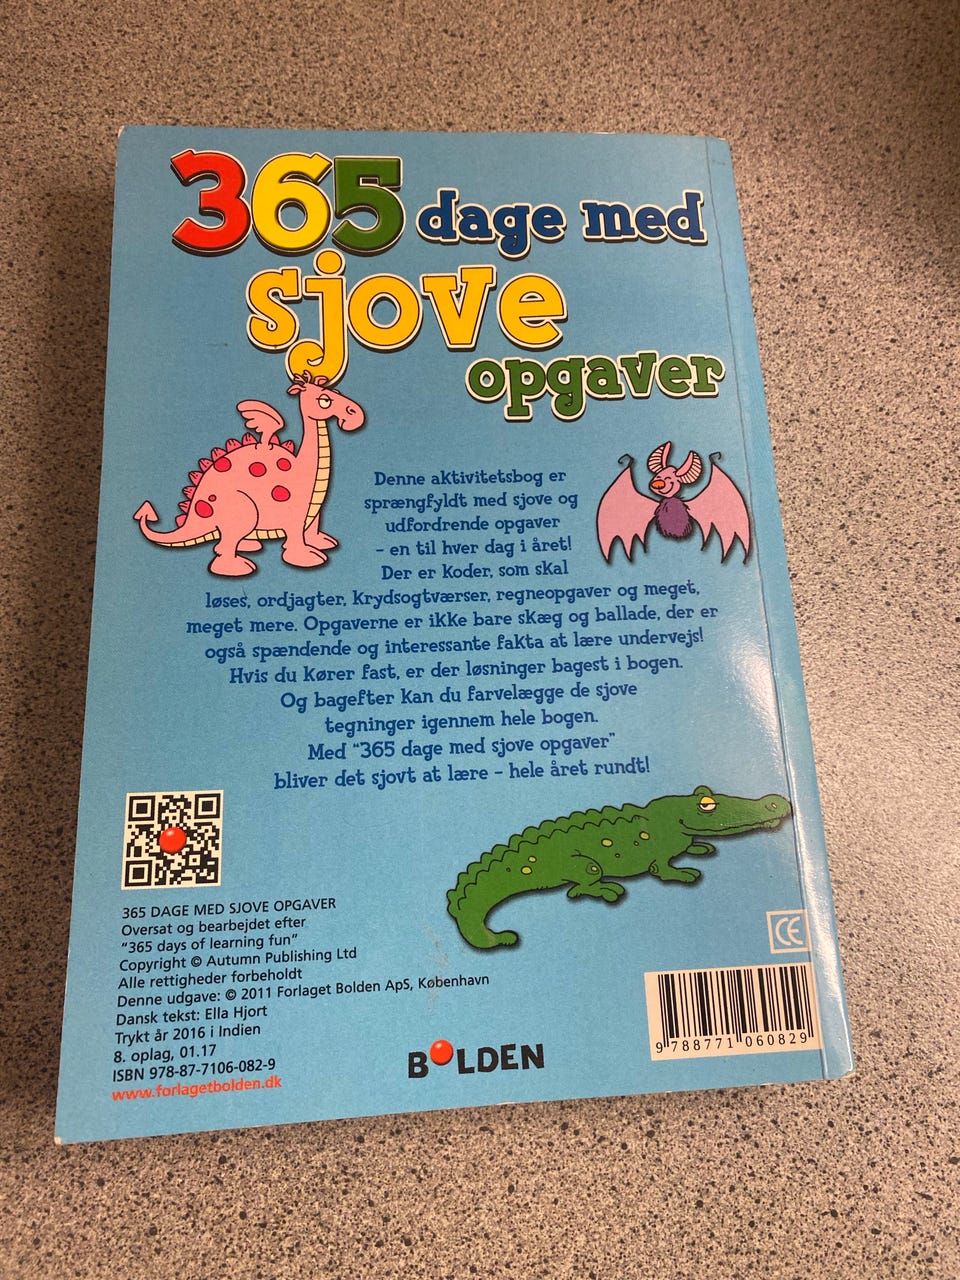 365 dage med
sjove
opgaver
Denne aktivitetsbog er
sprængfyldt med sjove og
udfordrende opgaver
– en til hver dag i året!
Der er koder, som skal
løses, ordjagter, krydsogtværser, regneopgaver og meget,
meget mere. Opgaverne er ikke bare skæg og ballade, der er
også spændende og interessante fakta at lære undervejs!
Hvis du kører fast, er der løsninger bagest i bogen.
Og bagefter kan du farvelægge de sjove
tegninger igennem hele bogen.
Med "365 dage med sjove opgaver"
bliver det sjovt at lære – hele året rundt!
365 DAGE MED SJOVE OPGAVER
Oversat og bearbejdet efter
"365 days of learning fun"
Copyright © Autumn Publishing Ltd
Alle rettigheder forbeholdt
Denne udgave: © 2011 Forlaget Bolden ApS, København
Dansk tekst: Ella Hjort
Trykt år 2016 i Indien
8. oplag, 01.17
ISBN 978-87-7106-082-9
www.forlagetbolden.dk
BOLDEN
CE
9 788771 060829